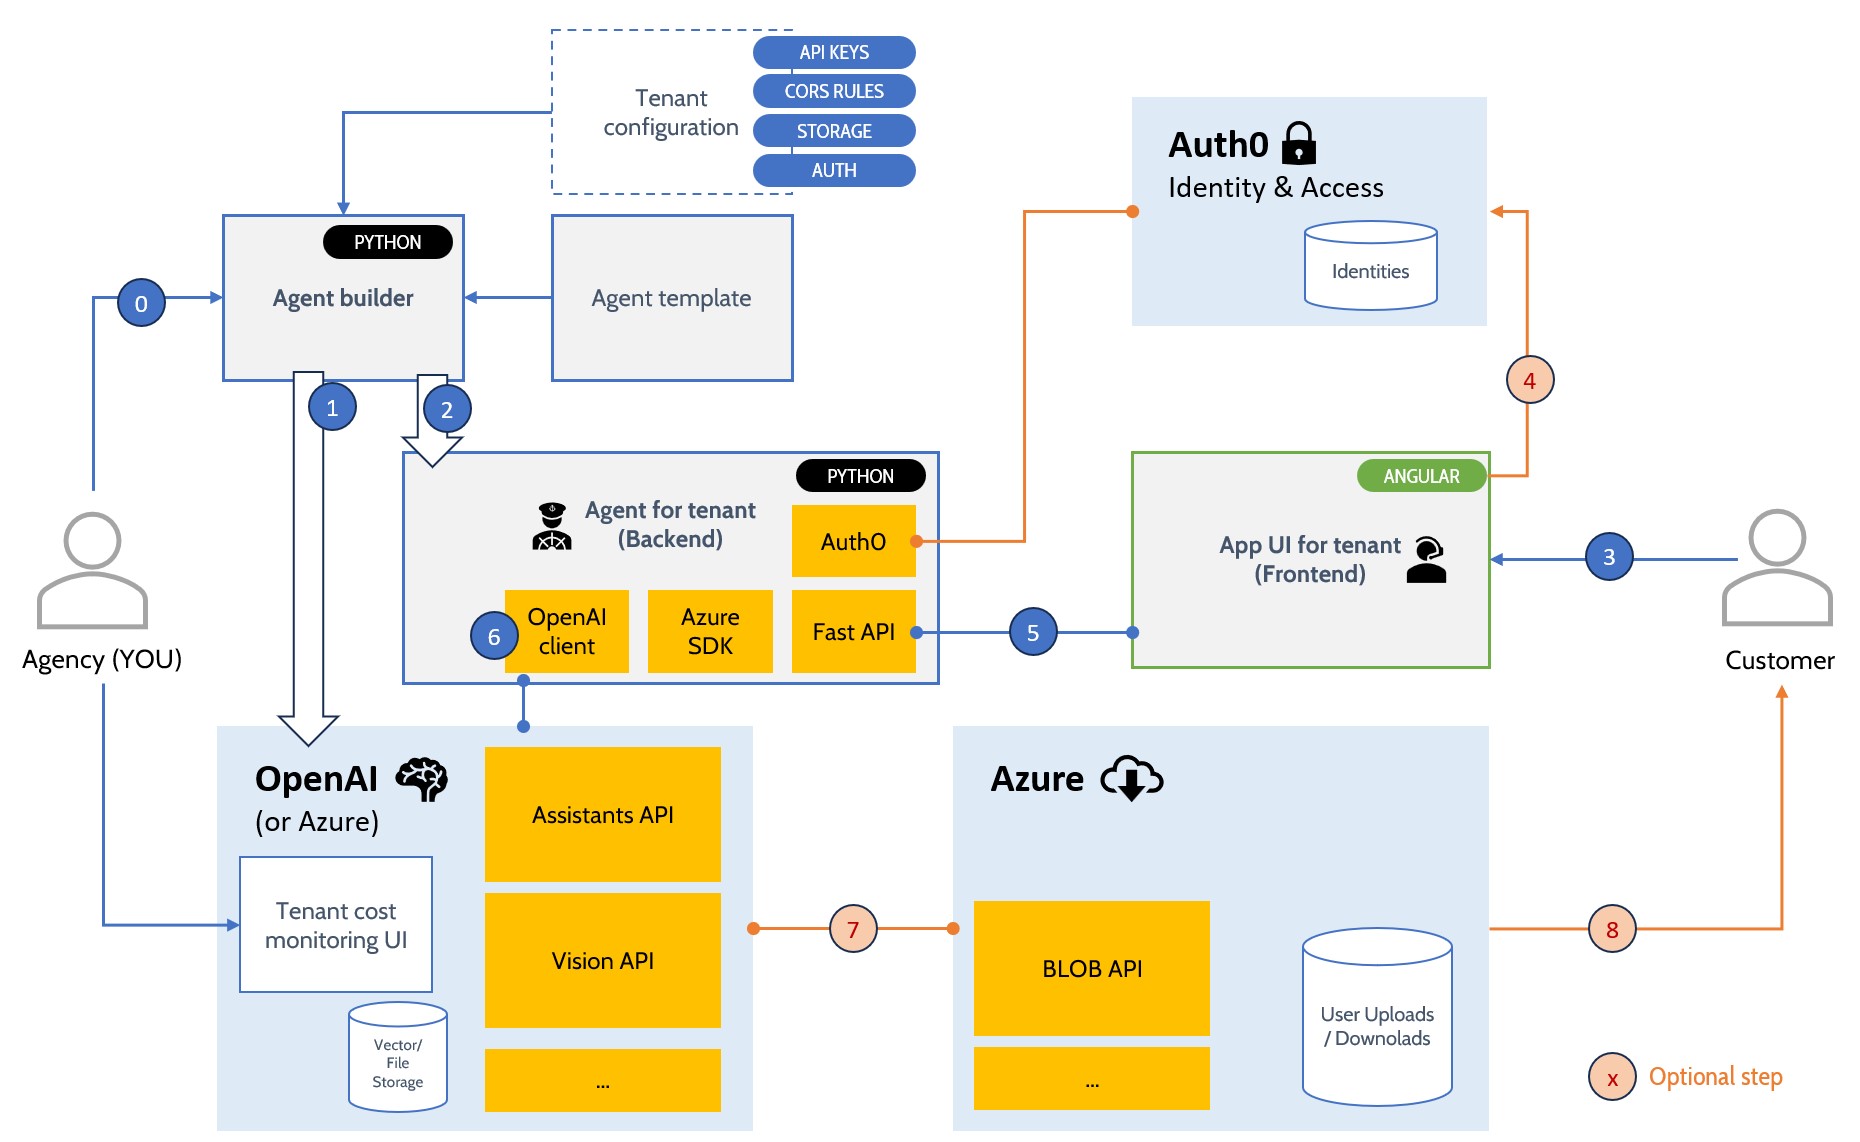 API KEYS
CORS RULES
STORAGE
AUTH
Tenant
configuration
Auth0
Identity & Access
Identities
PYTHON
Agent builder
Agent template
0
1
2
4
PYTHON
Agent for tenant
(Backend)
Auth0
OpenAI
client
Azure
SDK
Fast API
6
5
ANGULAR
App UI for tenant
(Frontend)
3
Agency (YOU)
Customer
OpenAI
(or Azure)
Assistants API
Tenant cost
monitoring UI
Vision API
Vector/
File
Storage
...
7
Azure
BLOB API
...
User Uploads
/ Downolads
8
x
Optional step